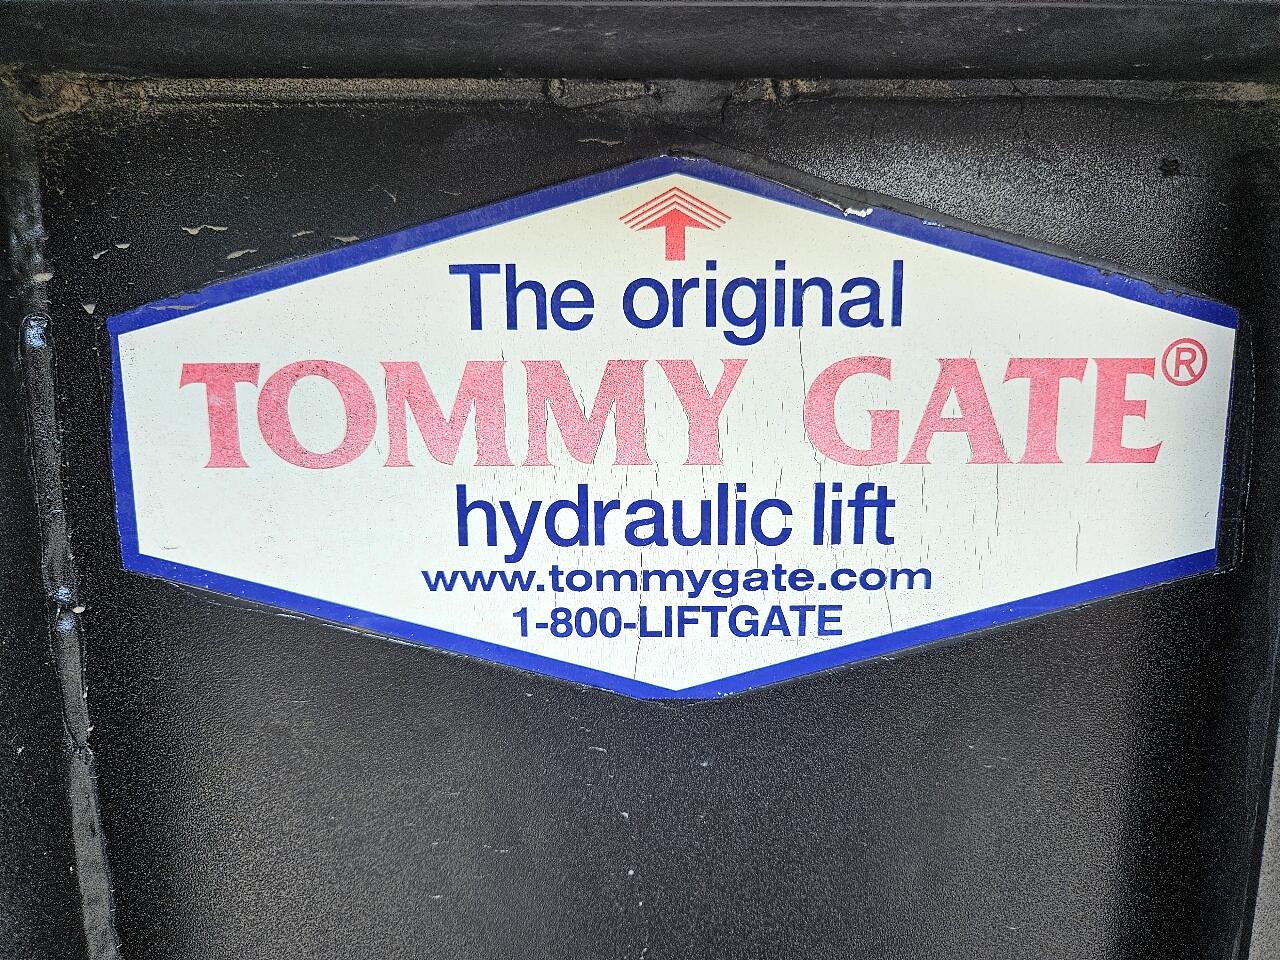 The original
TOMMY GATE®
hydraulic lift
www.tommygate.com
1-800-LIFTGATE